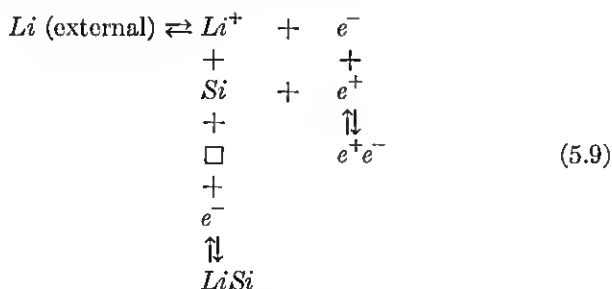 Li (external) ⇄ Li⁺ + e⁻
+ +
Si + e⁺
+ ⇅
□ e⁺e⁻ (5.9)
+
e⁻
⇅
LiSi